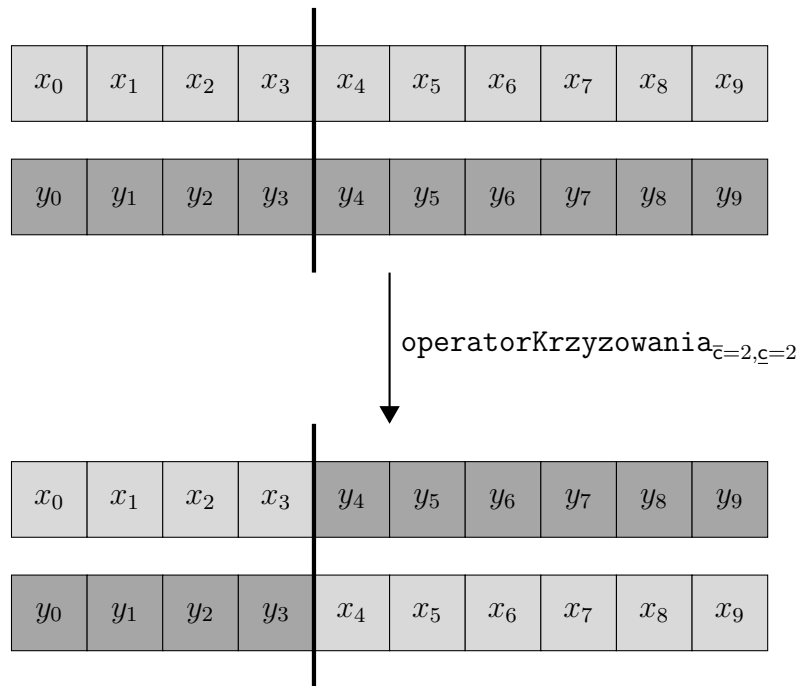 x₀ x₁ x₂ x₃ x₄ x₅ x₆ x₇ x₈ x₉
y₀ y₁ y₂ y₃ y₄ y₅ y₆ y₇ y₈ y₉
operatorKrzyzowania c̅=2,c̲=2
x₀ x₁ x₂ x₃ y₄ y₅ y₆ y₇ y₈ y₉
y₀ y₁ y₂ y₃ x₄ x₅ x₆ x₇ x₈ x₉